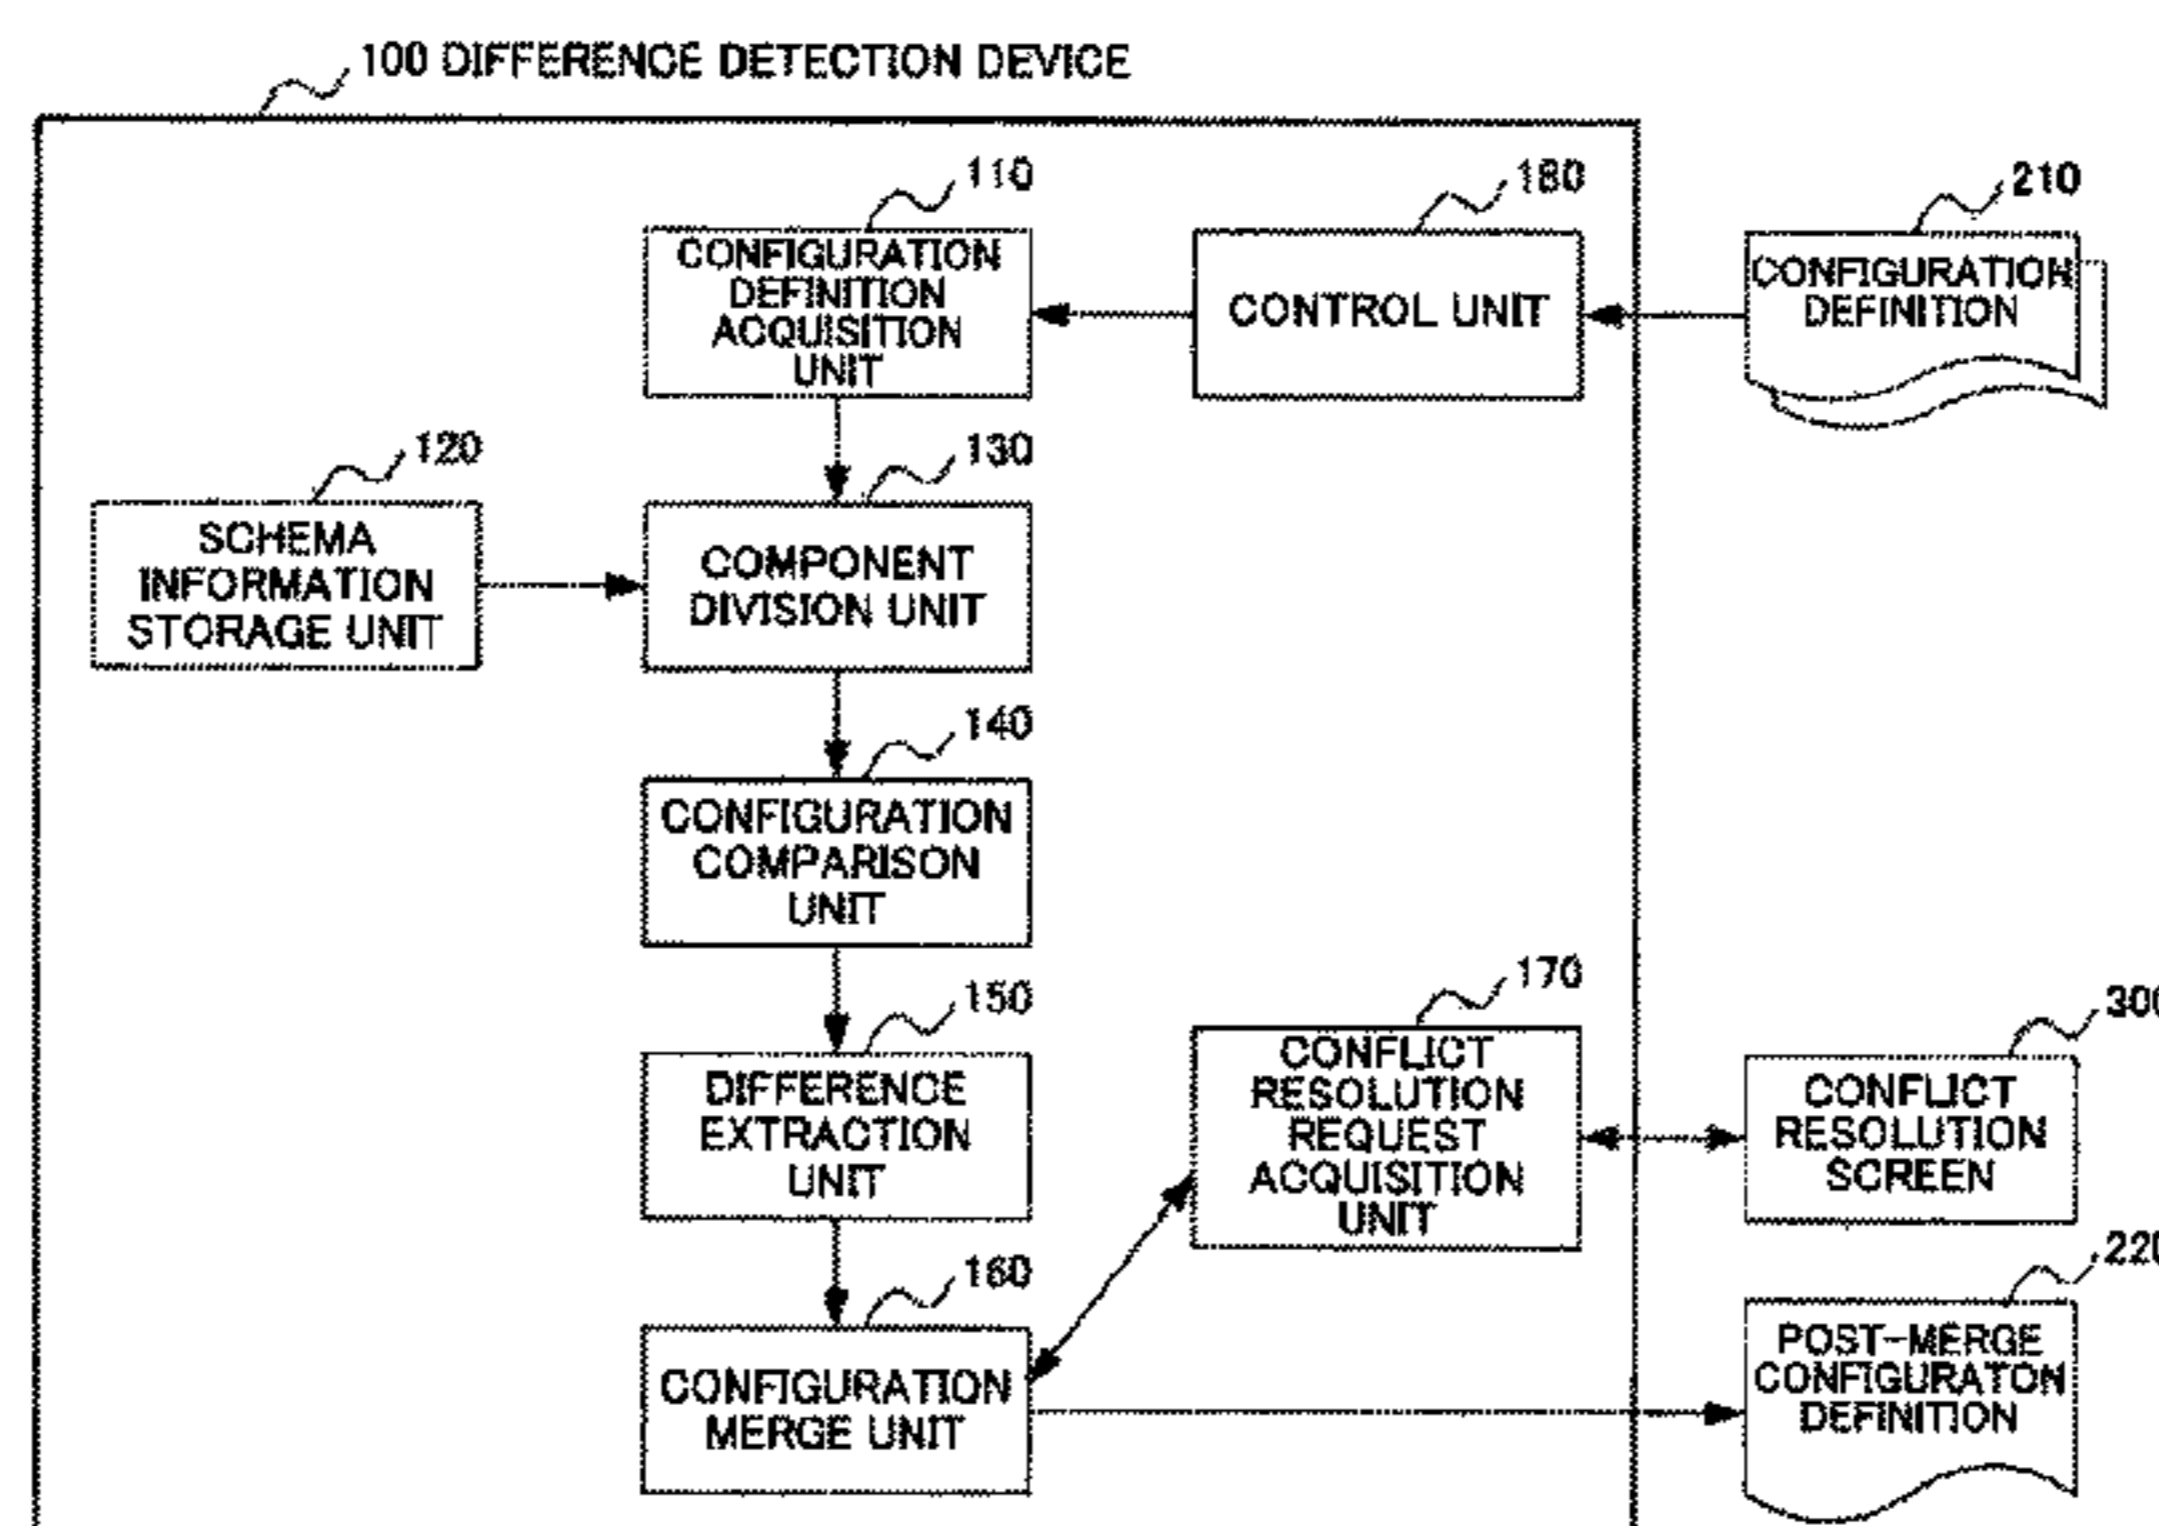 100 DIFFERENCE DETECTION DEVICE
110
CONFIGURATION
DEFINITION
ACQUISITION
UNIT
180
CONTROL UNIT
210
CONFIGURATION
DEFINITION
120
SCHEMA
INFORMATION
STORAGE UNIT
130
COMPONENT
DIVISION UNIT
140
CONFIGURATION
COMPARISON
UNIT
150
DIFFERENCE
EXTRACTION
UNIT
170
CONFLICT
RESOLUTION
REQUEST
ACQUISITION
UNIT
300
CONFLICT
RESOLUTION
SCREEN
160
CONFIGURATION
MERGE UNIT
220
POST-MERGE
CONFIGURATON
DEFINITION